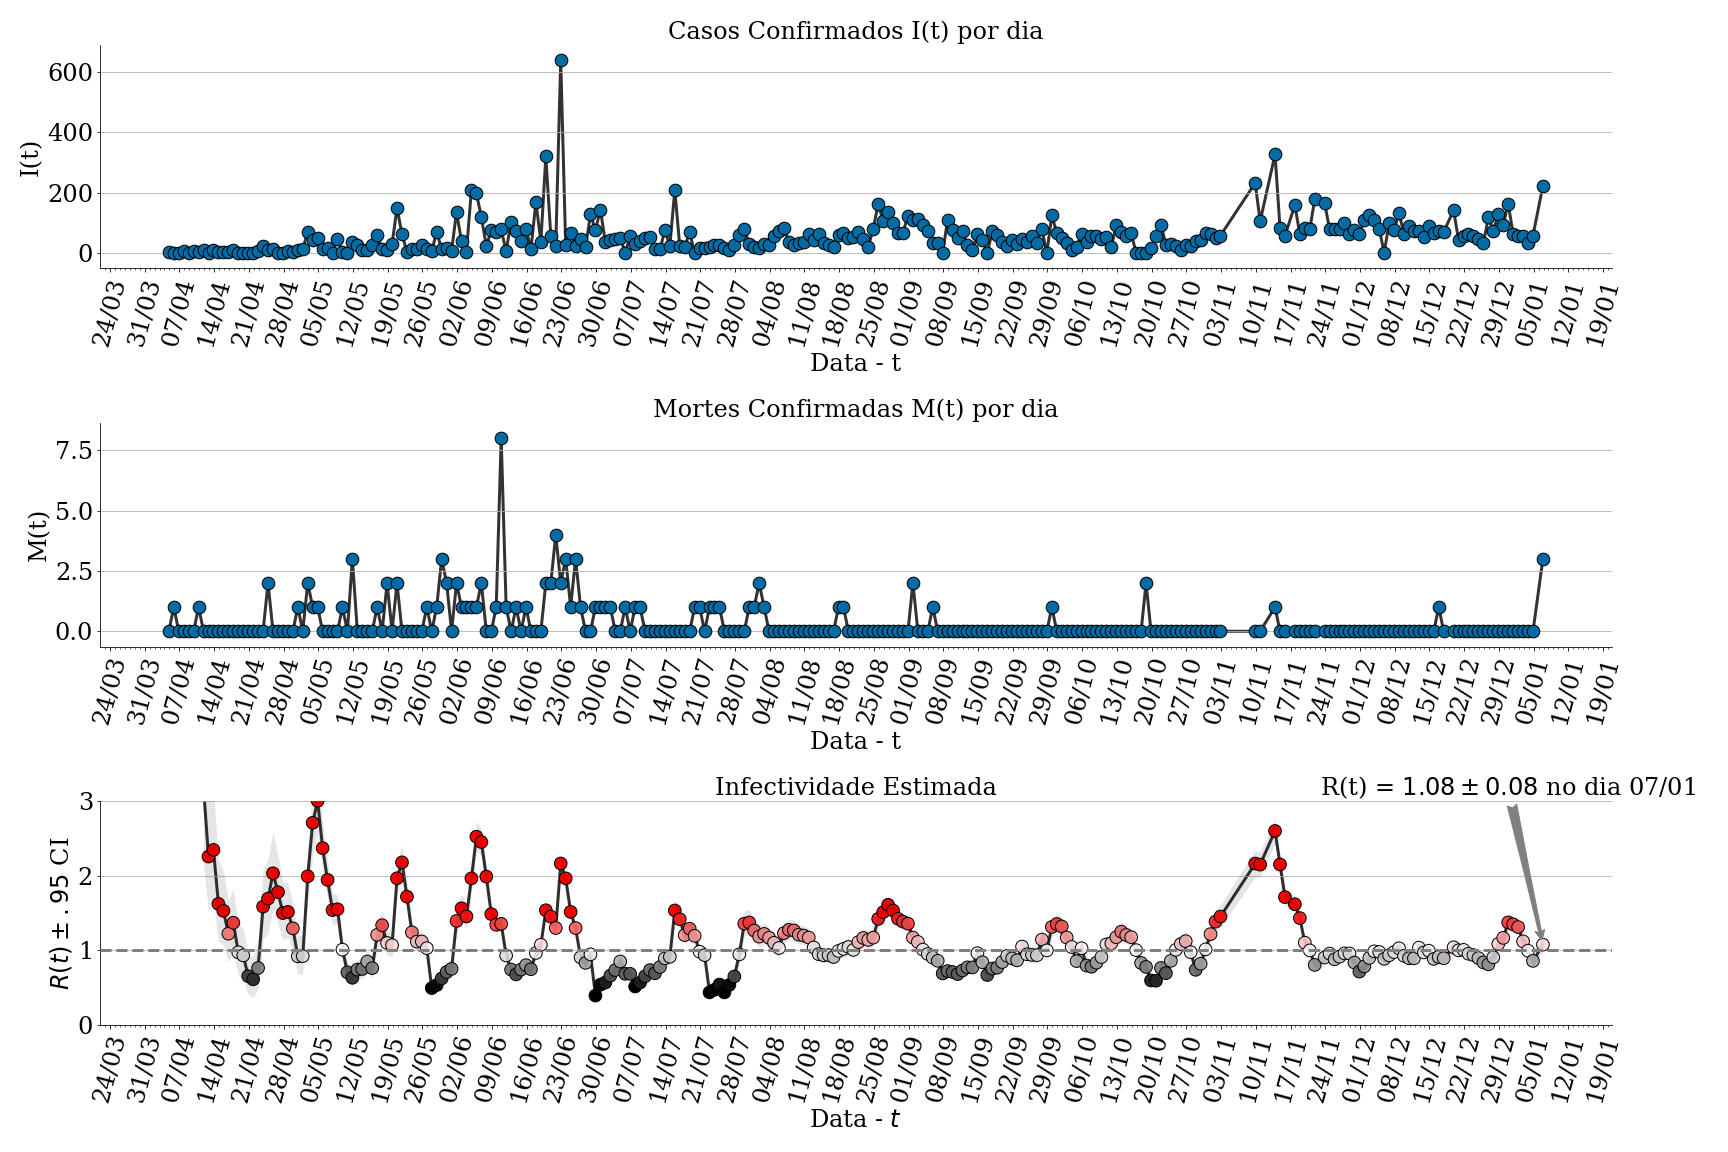 Casos Confirmados I(t) por dia
I(t)
600
400
200
0
24/03 31/03 07/04 14/04 21/04 28/04 05/05 12/05 19/05 26/05 02/06 09/06 16/06 23/06 30/06 07/07 14/07 21/07 28/07 04/08 11/08 18/08 25/08 01/09 08/09 15/09 22/09 29/09 06/10 13/10 20/10 27/10 03/11 10/11 17/11 24/11 01/12 08/12 15/12 22/12 29/12 05/01 12/01 19/01
Data - t
Mortes Confirmadas M(t) por dia
M(t)
7.5
5.0
2.5
0.0
24/03 31/03 07/04 14/04 21/04 28/04 05/05 12/05 19/05 26/05 02/06 09/06 16/06 23/06 30/06 07/07 14/07 21/07 28/07 04/08 11/08 18/08 25/08 01/09 08/09 15/09 22/09 29/09 06/10 13/10 20/10 27/10 03/11 10/11 17/11 24/11 01/12 08/12 15/12 22/12 29/12 05/01 12/01 19/01
Data - t
Infectividade Estimada
R(t) = 1.08 ± 0.08 no dia 07/01
R(t) ± .95 CI
3
2
1
0
24/03 31/03 07/04 14/04 21/04 28/04 05/05 12/05 19/05 26/05 02/06 09/06 16/06 23/06 30/06 07/07 14/07 21/07 28/07 04/08 11/08 18/08 25/08 01/09 08/09 15/09 22/09 29/09 06/10 13/10 20/10 27/10 03/11 10/11 17/11 24/11 01/12 08/12 15/12 22/12 29/12 05/01 12/01 19/01
Data - t